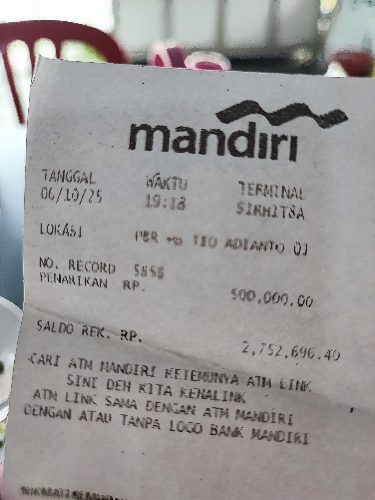 mandiri
TANGGAL WAKTU TERMINAL
06/10/25 19:18
LOKASI PBR TIO ADIANTO 01
NO. RECORD 5858
PENARIKAN RP. 500,000.00
SALDO REK. RP. 2,752,696.40
CARI ATM MANDIRI KETEMUNYA ATM LINK
SINI DEH KITA KENALINK
ATM LINK SAMA DENGAN ATM MANDIRI
DENGAN ATAU TANPA LOGO BANK MANDIRI